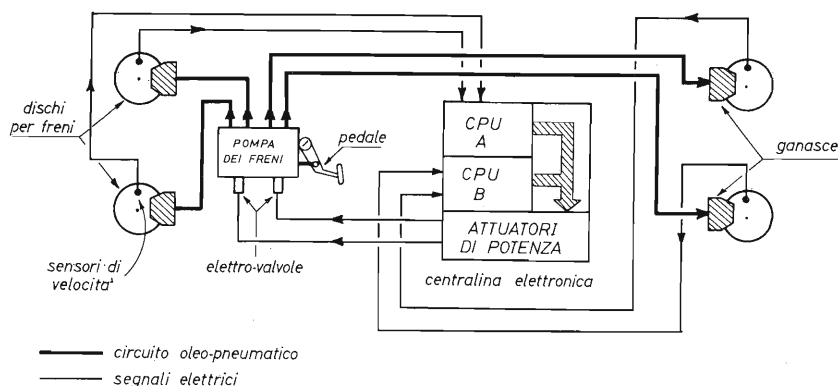 dischi
per freni
sensori di
velocità
POMPA
DEI FRENI
pedale
elettro-valvole
CPU
A
CPU
B
ATTUATORI
DI POTENZA
centralina elettronica
ganasce
circuito oleo-pneumatico
segnali elettrici